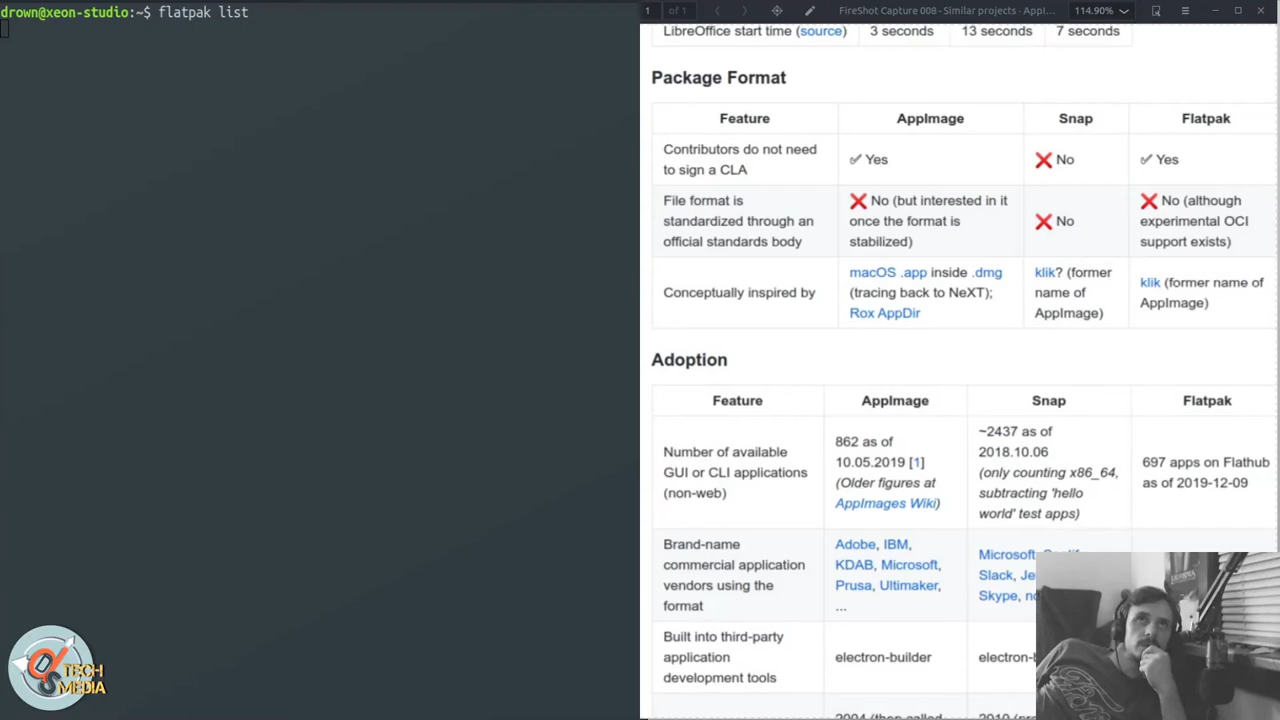 drown@xeon-studio:~$ flatpak list
1 of 1 FireShot Capture 008 - Similar projects - AppI... 114.90%
LibreOffice start time (source) 3 seconds 13 seconds 7 seconds
Package Format
Feature AppImage Snap Flatpak
Contributors do not need
to sign a CLA
✅ Yes
❌ No
✅ Yes
File format is
standardized through an
official standards body
❌ No (but interested in it
once the format is
stabilized)
❌ No
❌ No (although
experimental OCI
support exists)
Conceptually inspired by
macOS .app inside .dmg
(tracing back to NeXT);
Rox AppDir
klik? (former
name of
AppImage)
klik (former name of
AppImage)
Adoption
Feature AppImage Snap Flatpak
Number of available
GUI or CLI applications
(non-web)
862 as of
10.05.2019 [1]
(Older figures at
AppImages Wiki)
~2437 as of
2018.10.06
(only counting x86_64,
subtracting 'hello
world' test apps)
697 apps on Flathub
as of 2019-12-09
Brand-name
commercial application
vendors using the
format
Adobe, IBM,
KDAB, Microsoft,
Prusa, Ultimaker,
...
Microsoft,
Slack,
Skype,
Built into third-party
application
development tools
electron-builder
electron-b
2004 (then called
TECH
MEDIA